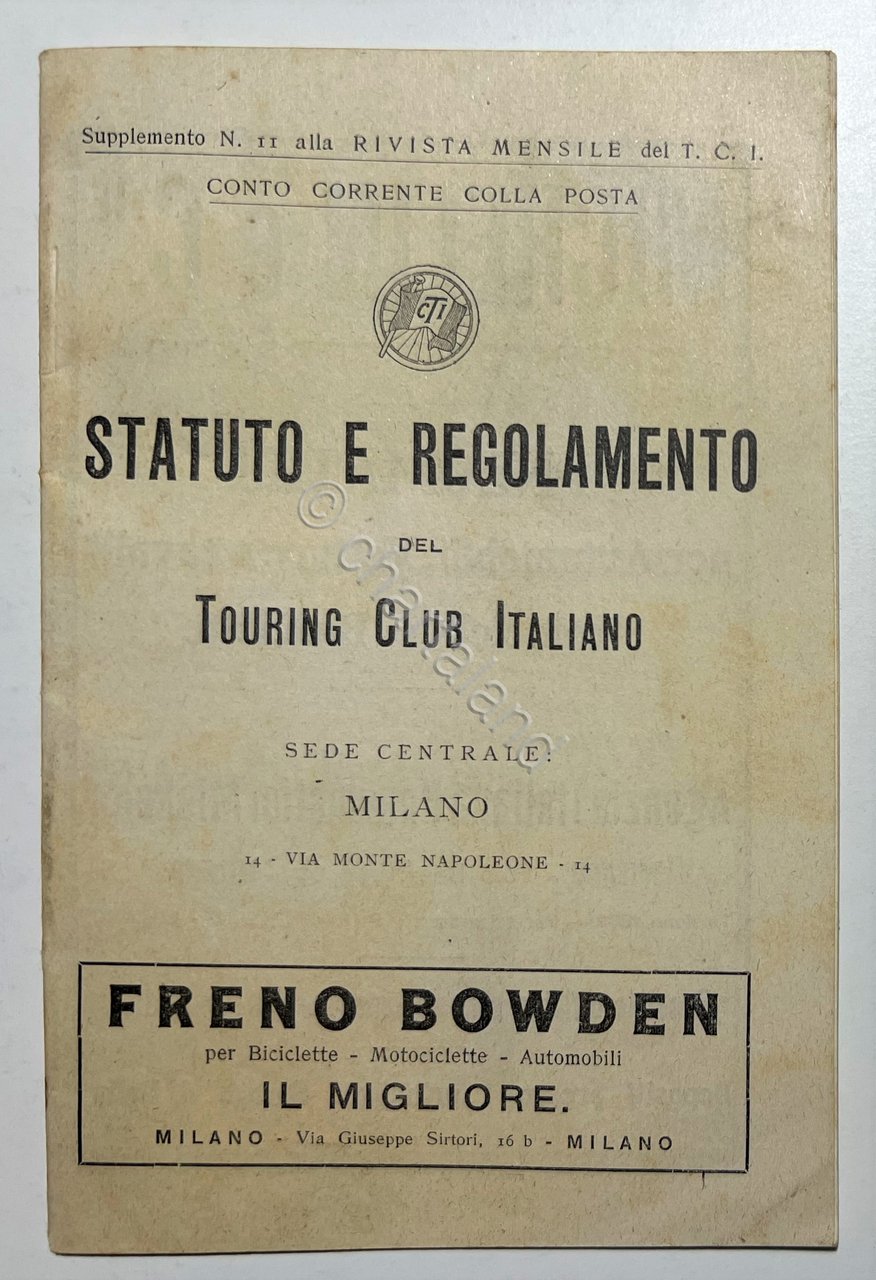 Supplemento N. 11 alla RIVISTA MENSILE del T. C. I.
CONTO CORRENTE COLLA POSTA
CTI
STATUTO E REGOLAMENTO
DEL
TOURING CLUB ITALIANO
SEDE CENTRALE:
MILANO
14 - VIA MONTE NAPOLEONE - 14
FRENO BOWDEN
per Biciclette - Motociclette - Automobili
IL MIGLIORE.
MILANO - Via Giuseppe Sirtori, 16 b - MILANO